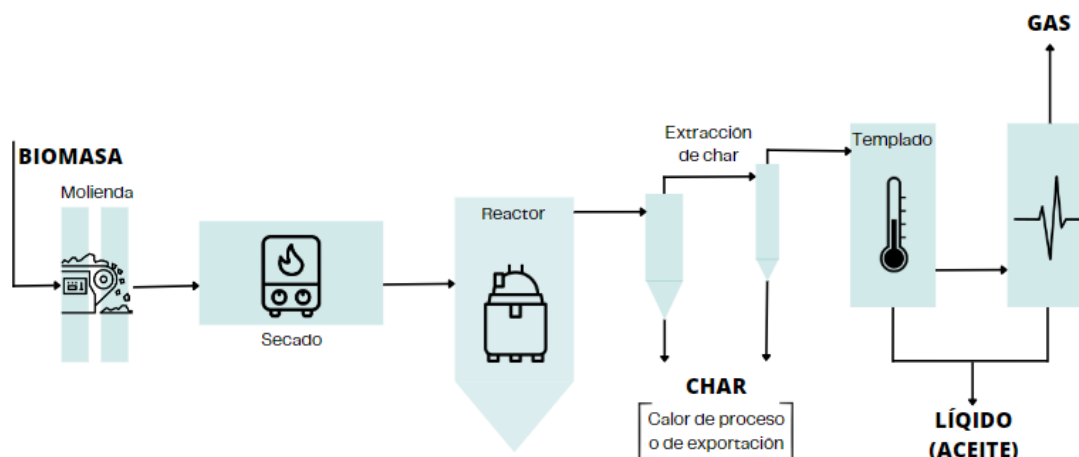 GAS
BIOMASA
Molienda
Secado
Reactor
Extracción
de char
Templado
CHAR
Calor de proceso
o de exportación
LÍQIDO
(ACEITE)